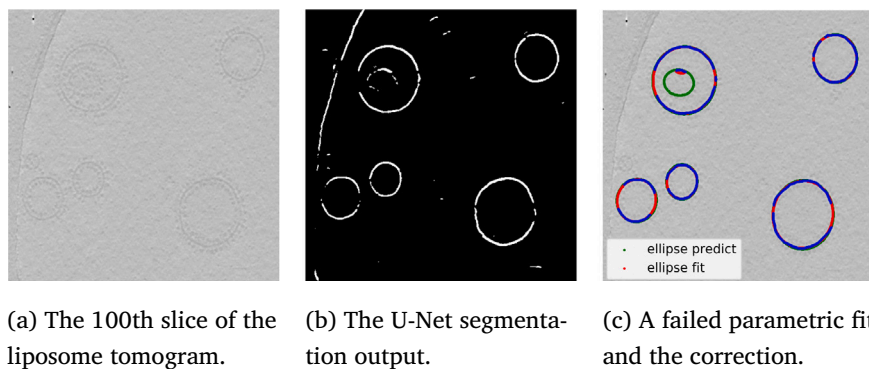 ellipse predict
ellipse fit
(a) The 100th slice of the
liposome tomogram.
(b) The U-Net segmenta-
tion output.
(c) A failed parametric fit
and the correction.